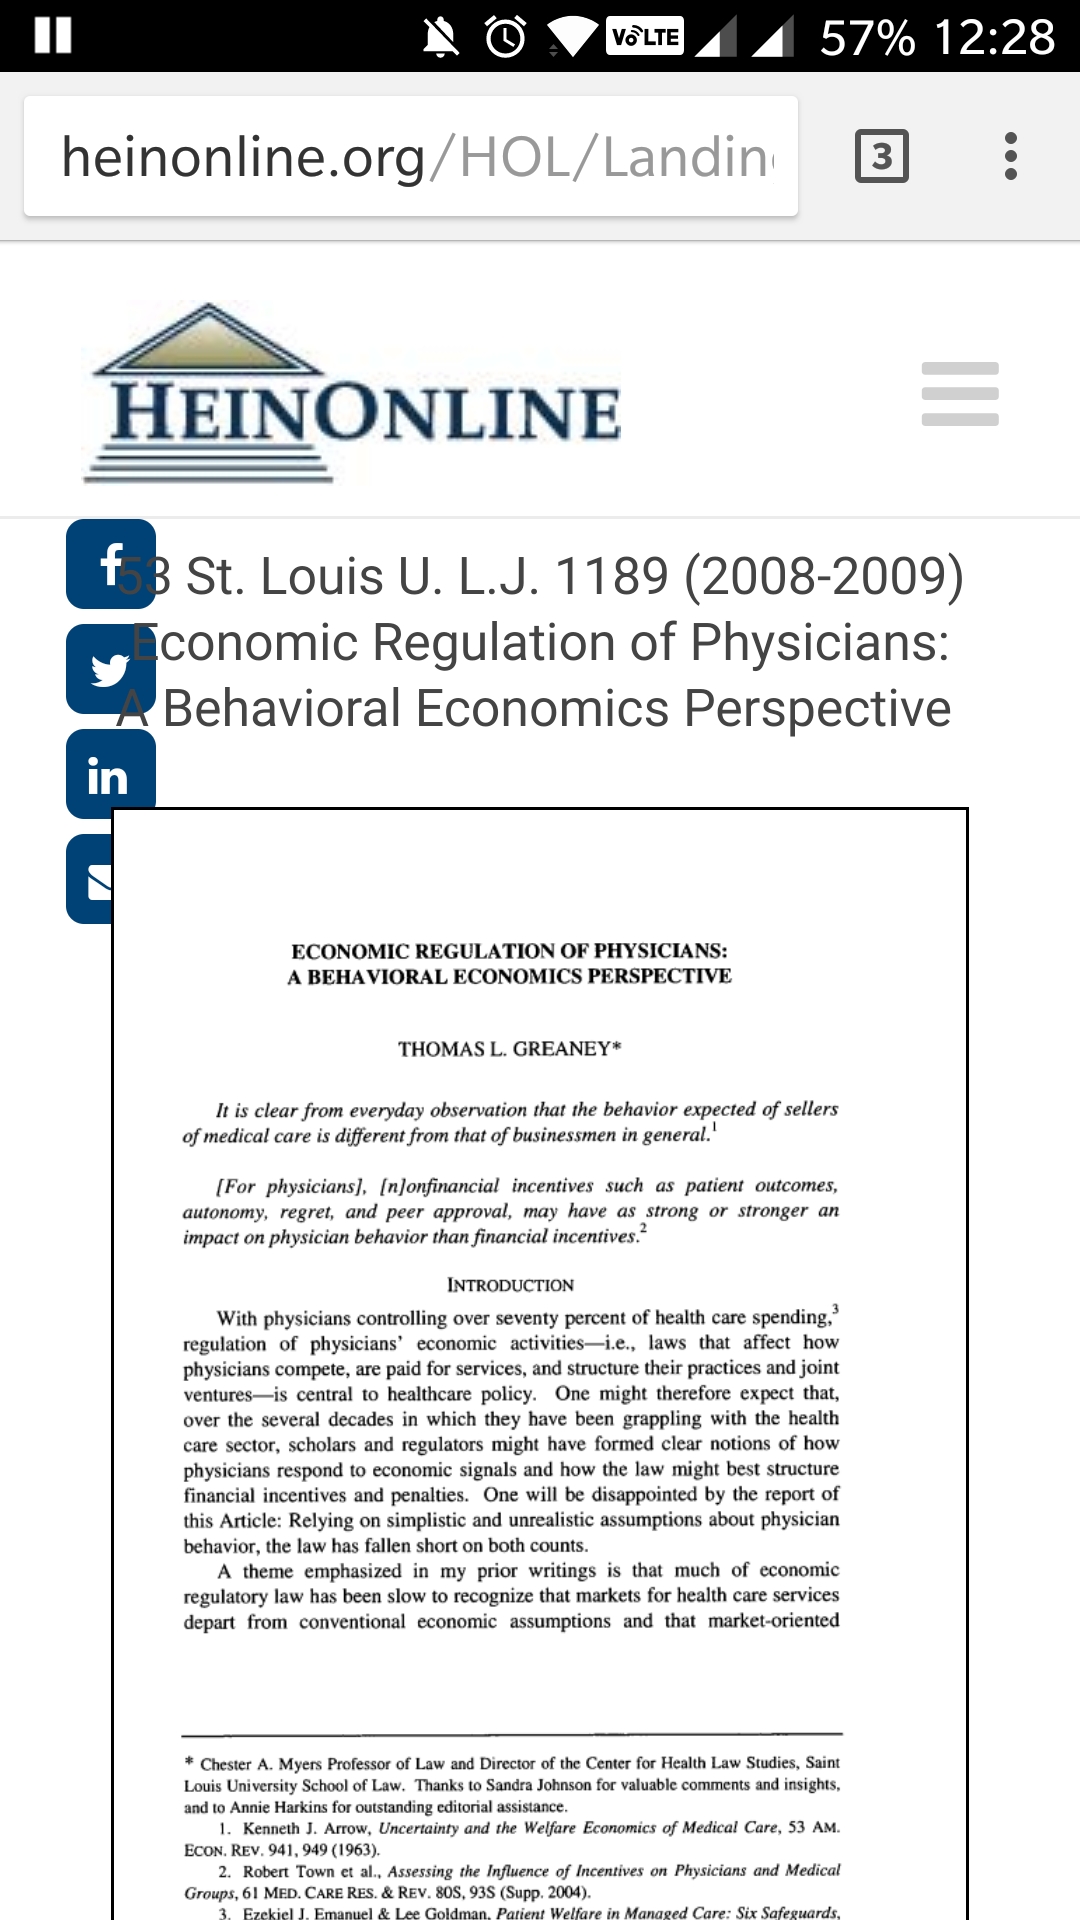 VoLTE 57% 12:28
heinonline.org/HOL/Landin
3
HEINONLINE
f
53 St. Louis U. L.J. 1189 (2008-2009)
Economic Regulation of Physicians:
A Behavioral Economics Perspective
in
ECONOMIC REGULATION OF PHYSICIANS:
A BEHAVIORAL ECONOMICS PERSPECTIVE
THOMAS L. GREANEY*
It is clear from everyday observation that the behavior expected of sellers
of medical care is different from that of businessmen in general.1
[For physicians], [n]onfinancial incentives such as patient outcomes,
autonomy, regret, and peer approval, may have as strong or stronger an
impact on physician behavior than financial incentives.2
INTRODUCTION
With physicians controlling over seventy percent of health care spending,3
regulation of physicians' economic activities—i.e., laws that affect how
physicians compete, are paid for services, and structure their practices and joint
ventures—is central to healthcare policy. One might therefore expect that,
over the several decades in which they have been grappling with the health
care sector, scholars and regulators might have formed clear notions of how
physicians respond to economic signals and how the law might best structure
financial incentives and penalties. One will be disappointed by the report of
this Article: Relying on simplistic and unrealistic assumptions about physician
behavior, the law has fallen short on both counts.
A theme emphasized in my prior writings is that much of economic
regulatory law has been slow to recognize that markets for health care services
depart from conventional economic assumptions and that market-oriented
* Chester A. Myers Professor of Law and Director of the Center for Health Law Studies, Saint
Louis University School of Law. Thanks to Sandra Johnson for valuable comments and insights,
and to Annie Harkins for outstanding editorial assistance.
1. Kenneth J. Arrow, Uncertainty and the Welfare Economics of Medical Care, 53 AM.
ECON. REV. 941, 949 (1963).
2. Robert Town et al., Assessing the Influence of Incentives on Physicians and Medical
Groups, 61 MED. CARE RES. & REV. 80S, 93S (Supp. 2004).
3. Ezekiel J. Emanuel & Lee Goldman, Patient Welfare in Managed Care: Six Safeguards,